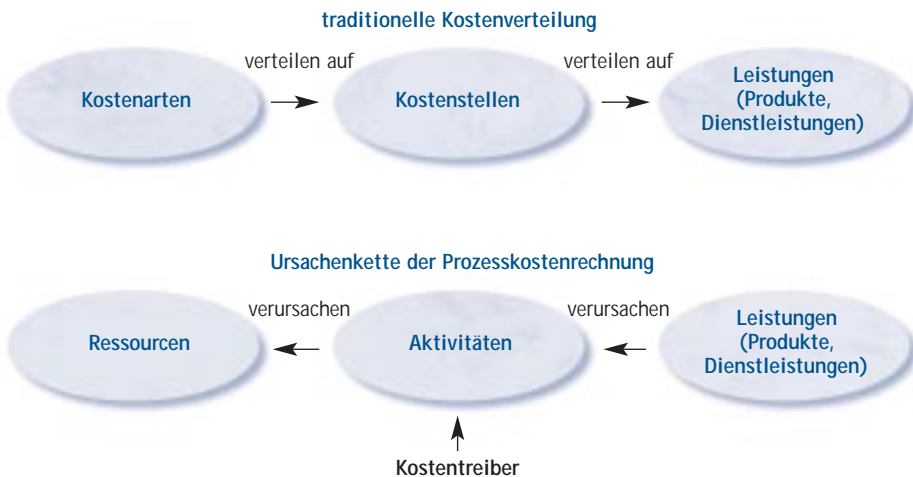 traditionelle Kostenverteilung
verteilen auf
verteilen auf
Kostenarten
Kostenstellen
Leistungen
(Produkte,
Dienstleistungen)
Ursachenkette der Prozesskostenrechnung
verursachen
verursachen
Ressourcen
Aktivitäten
Leistungen
(Produkte,
Dienstleistungen)
Kostentreiber